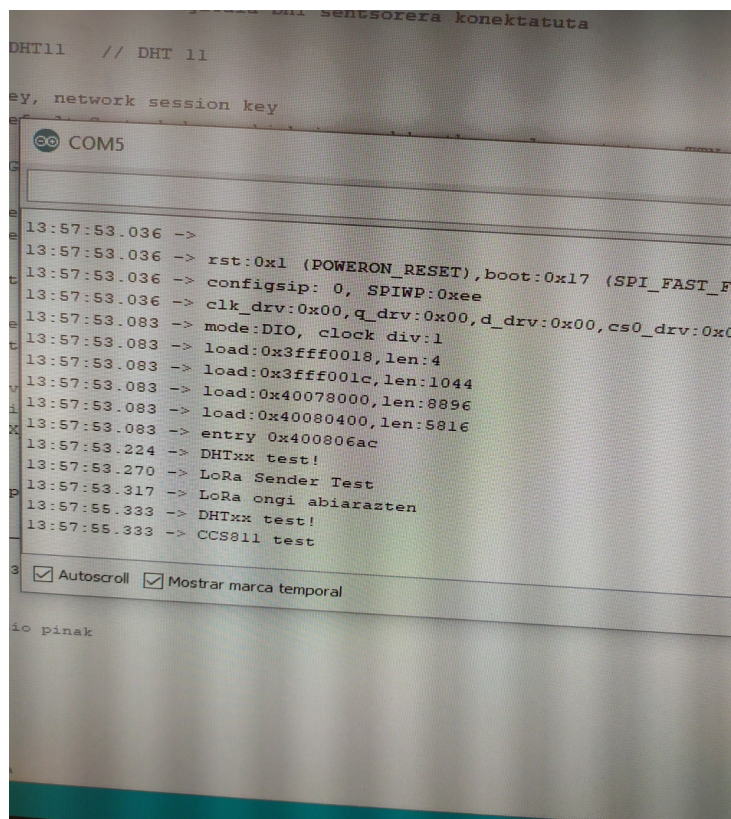 DHT sentsorera konektatuta
DHT11 // DHT 11
ey, network session key
COM5
13:57:53.036 ->
13:57:53.036 -> rst:0x1 (POWERON_RESET),boot:0x17 (SPI_FAST_F
13:57:53.036 -> configsip: 0, SPIWP:0xee
13:57:53.036 -> clk_drv:0x00,q_drv:0x00,d_drv:0x00,cs0_drv:0x0
13:57:53.083 -> mode:DIO, clock div:1
13:57:53.083 -> load:0x3fff0018,len:4
13:57:53.083 -> load:0x3fff001c,len:1044
13:57:53.083 -> load:0x40078000,len:8896
13:57:53.083 -> load:0x40080400,len:5816
13:57:53.083 -> entry 0x400806ac
13:57:53.224 -> DHTxx test!
13:57:53.270 -> LoRa Sender Test
13:57:53.317 -> LoRa ongi abiarazten
13:57:55.333 -> DHTxx test!
13:57:55.333 -> CCS811 test
Autoscroll Mostrar marca temporal
io pinak